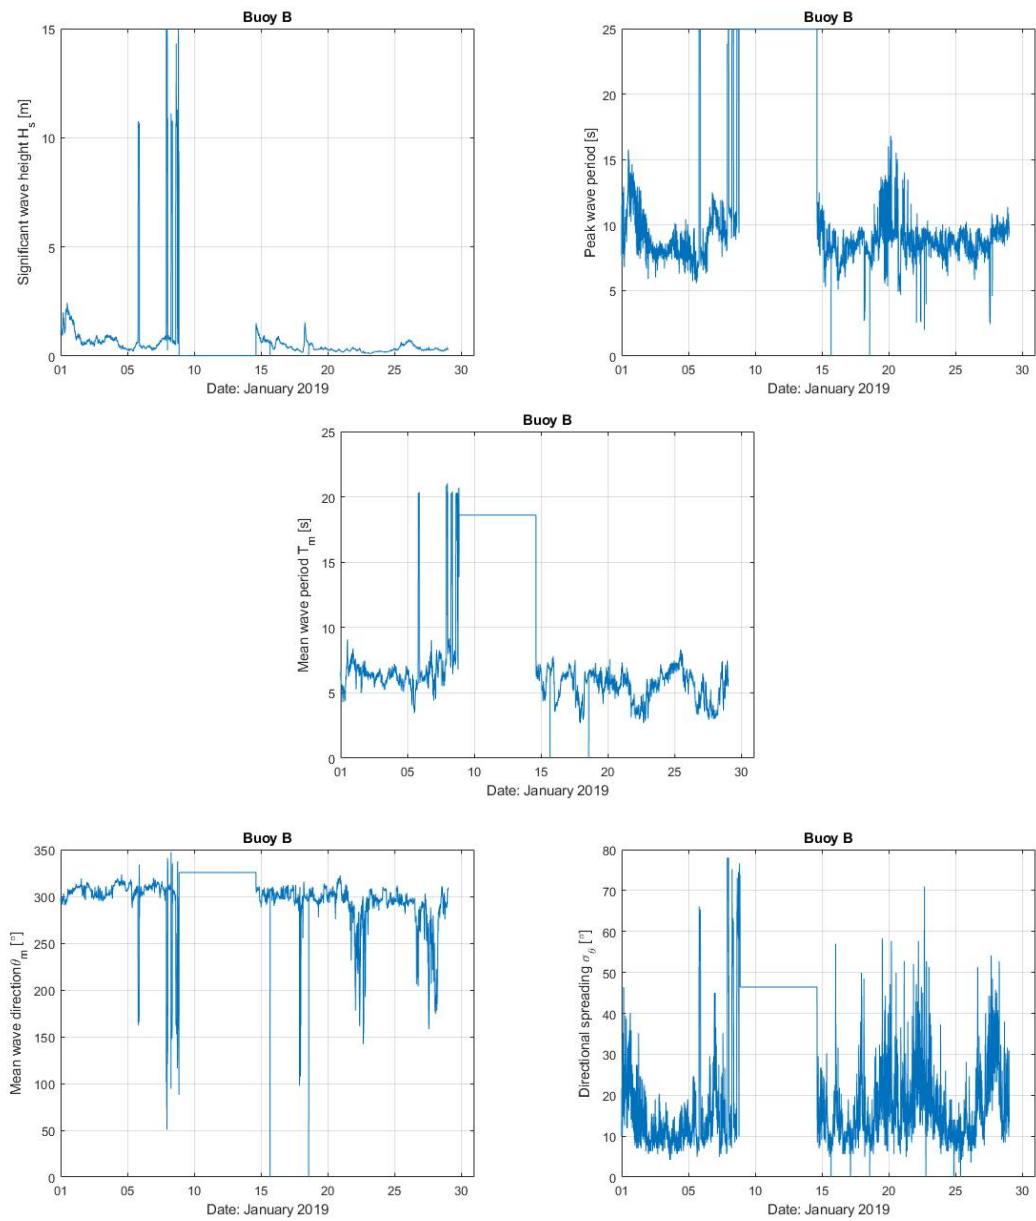 Buoy B
Significant wave height H_s [m]
15
10
5
0
01 05 10 15 20 25 30
Date: January 2019
Buoy B
Peak wave period [s]
25
20
15
10
5
0
01 05 10 15 20 25 30
Date: January 2019
Buoy B
Mean wave period T_m [s]
25
20
15
10
5
0
01 05 10 15 20 25 30
Date: January 2019
Buoy B
Mean wave directionθ_m [°]
350
300
250
200
150
100
50
0
01 05 10 15 20 25 30
Date: January 2019
Buoy B
Directional spreading σ_θ [°]
80
70
60
50
40
30
20
10
0
01 05 10 15 20 25 30
Date: January 2019